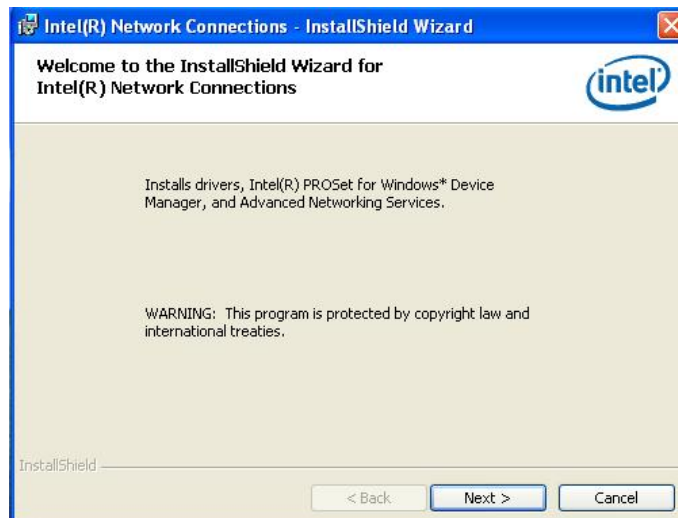 Intel(R) Network Connections - InstallShield Wizard
Welcome to the InstallShield Wizard for
Intel(R) Network Connections
intel
Installs drivers, Intel(R) PROSet for Windows* Device
Manager, and Advanced Networking Services.
WARNING: This program is protected by copyright law and
international treaties.
InstallShield
< Back
Next >
Cancel